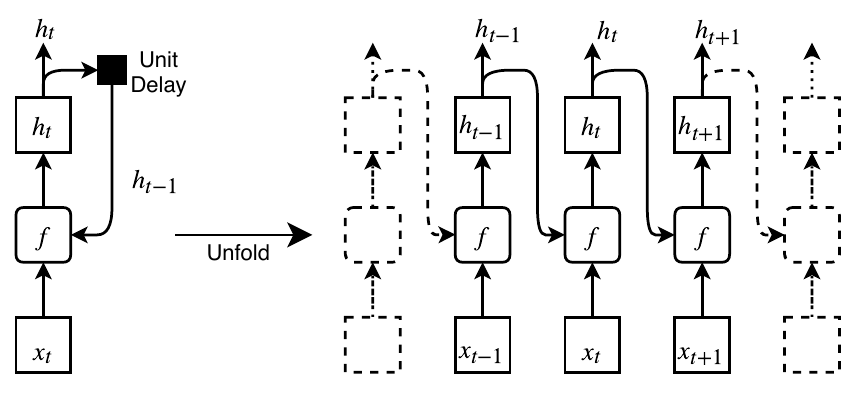 h_t
Unit
Delay
h_t
h_{t-1}
f
x_t
Unfold
h_{t-1}
h_t
h_{t+1}
h_{t-1}
h_t
h_{t+1}
f
f
f
x_{t-1}
x_t
x_{t+1}